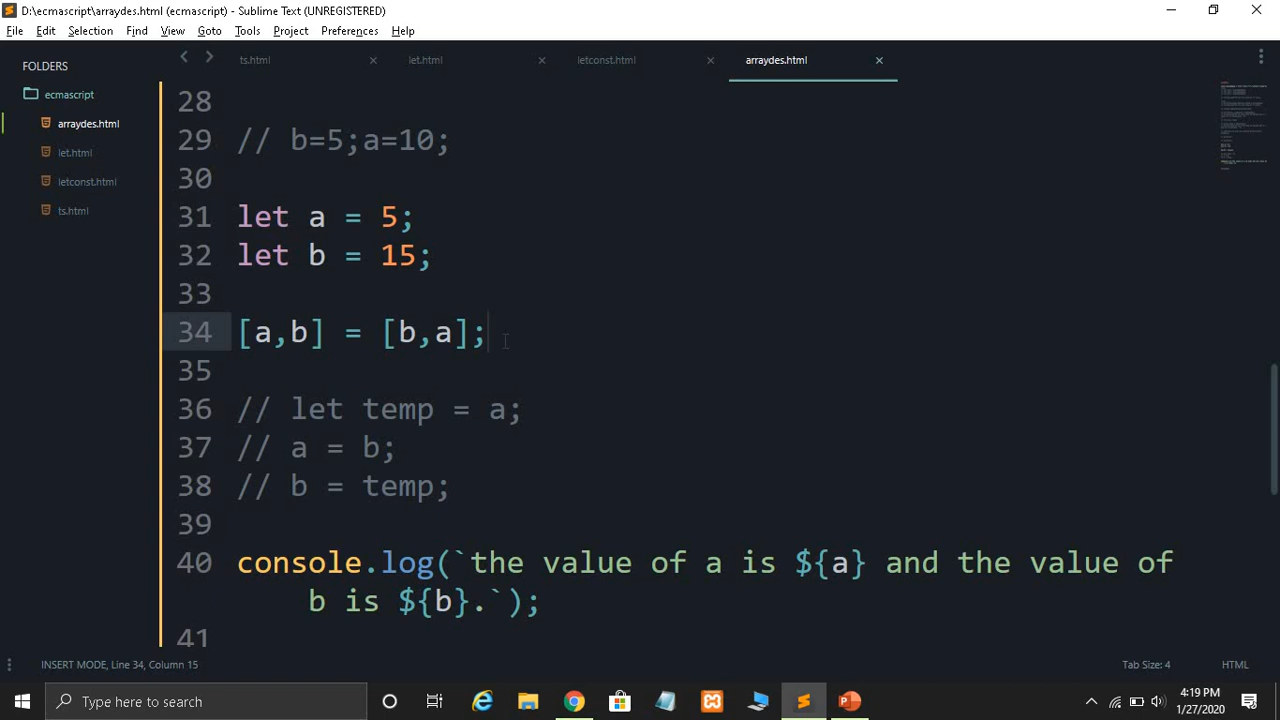 D:\ecmascript\arraydes.html (ecmascript) - Sublime Text (UNREGISTERED)
File Edit Selection Find View Goto Tools Project Preferences Help
FOLDERS
ecmascript
arraydes.html
let.html
letconst.html
ts.html
ts.html let.html letconst.html arraydes.html
28
29 // b=5;a=10;
30
31 let a = 5;
32 let b = 15;
33
34 [a,b] = [b,a];
35
36 // let temp = a;
37 // a = b;
38 // b = temp;
39
40 console.log(`the value of a is ${a} and the value of
b is ${b}.`);
41
INSERT MODE, Line 34, Column 15 Tab Size: 4 HTML
Type here to search
4:19 PM
1/27/2020